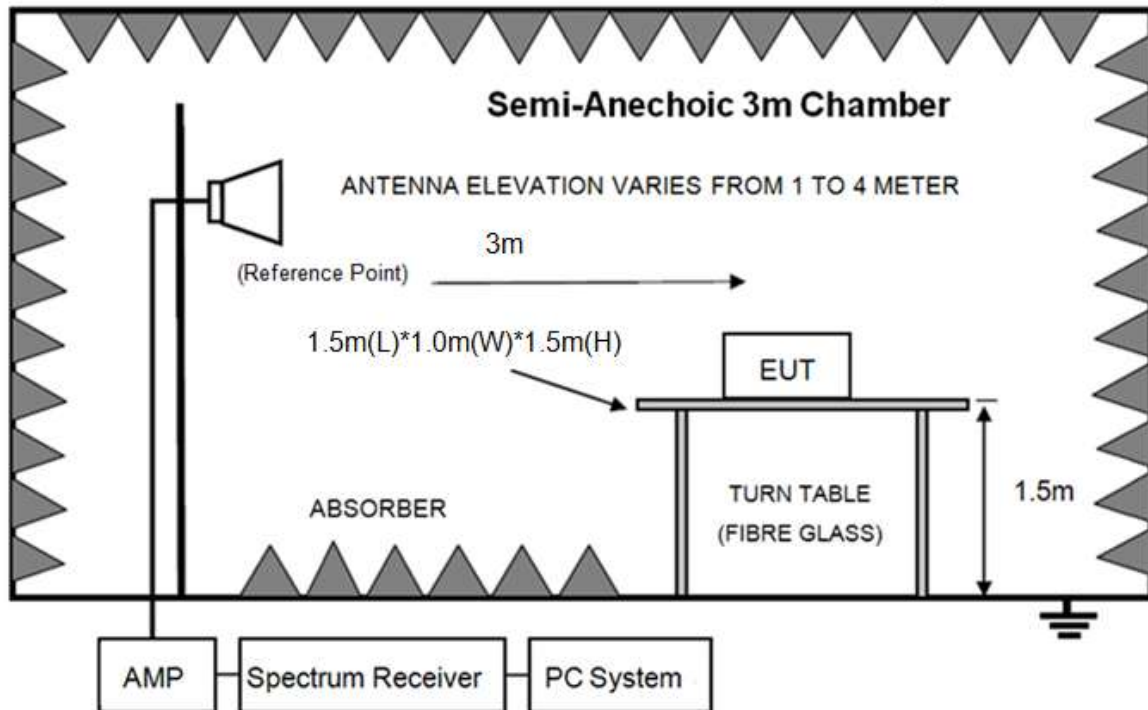 Semi-Anechoic 3m Chamber
ANTENNA ELEVATION VARIES FROM 1 TO 4 METER
3m
(Reference Point)
1.5m(L)*1.0m(W)*1.5m(H)
EUT
1.5m
TURN TABLE
(FIBRE GLASS)
ABSORBER
AMP
Spectrum Receiver
PC System